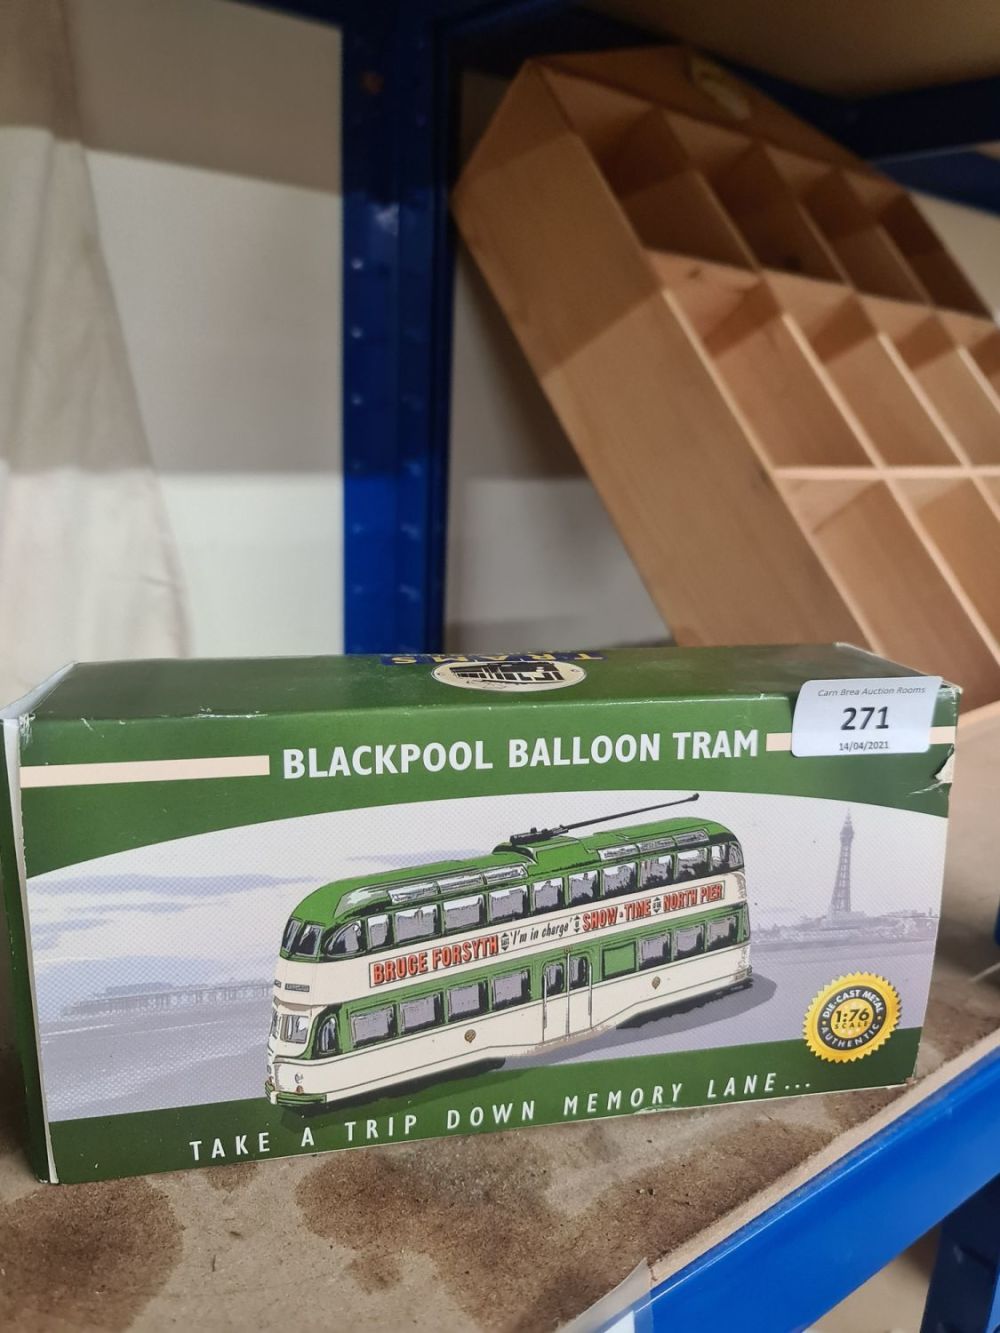 TRAMS
Carn Brea Auction Rooms
271
14/04/2021
BLACKPOOL BALLOON TRAM
BRUCE FORSYTH 'I'm in charge' SHOW-TIME NORTH PIER
DIE-CAST METAL
1:76
SCALE
AUTHENTIC
TAKE A TRIP DOWN MEMORY LANE...